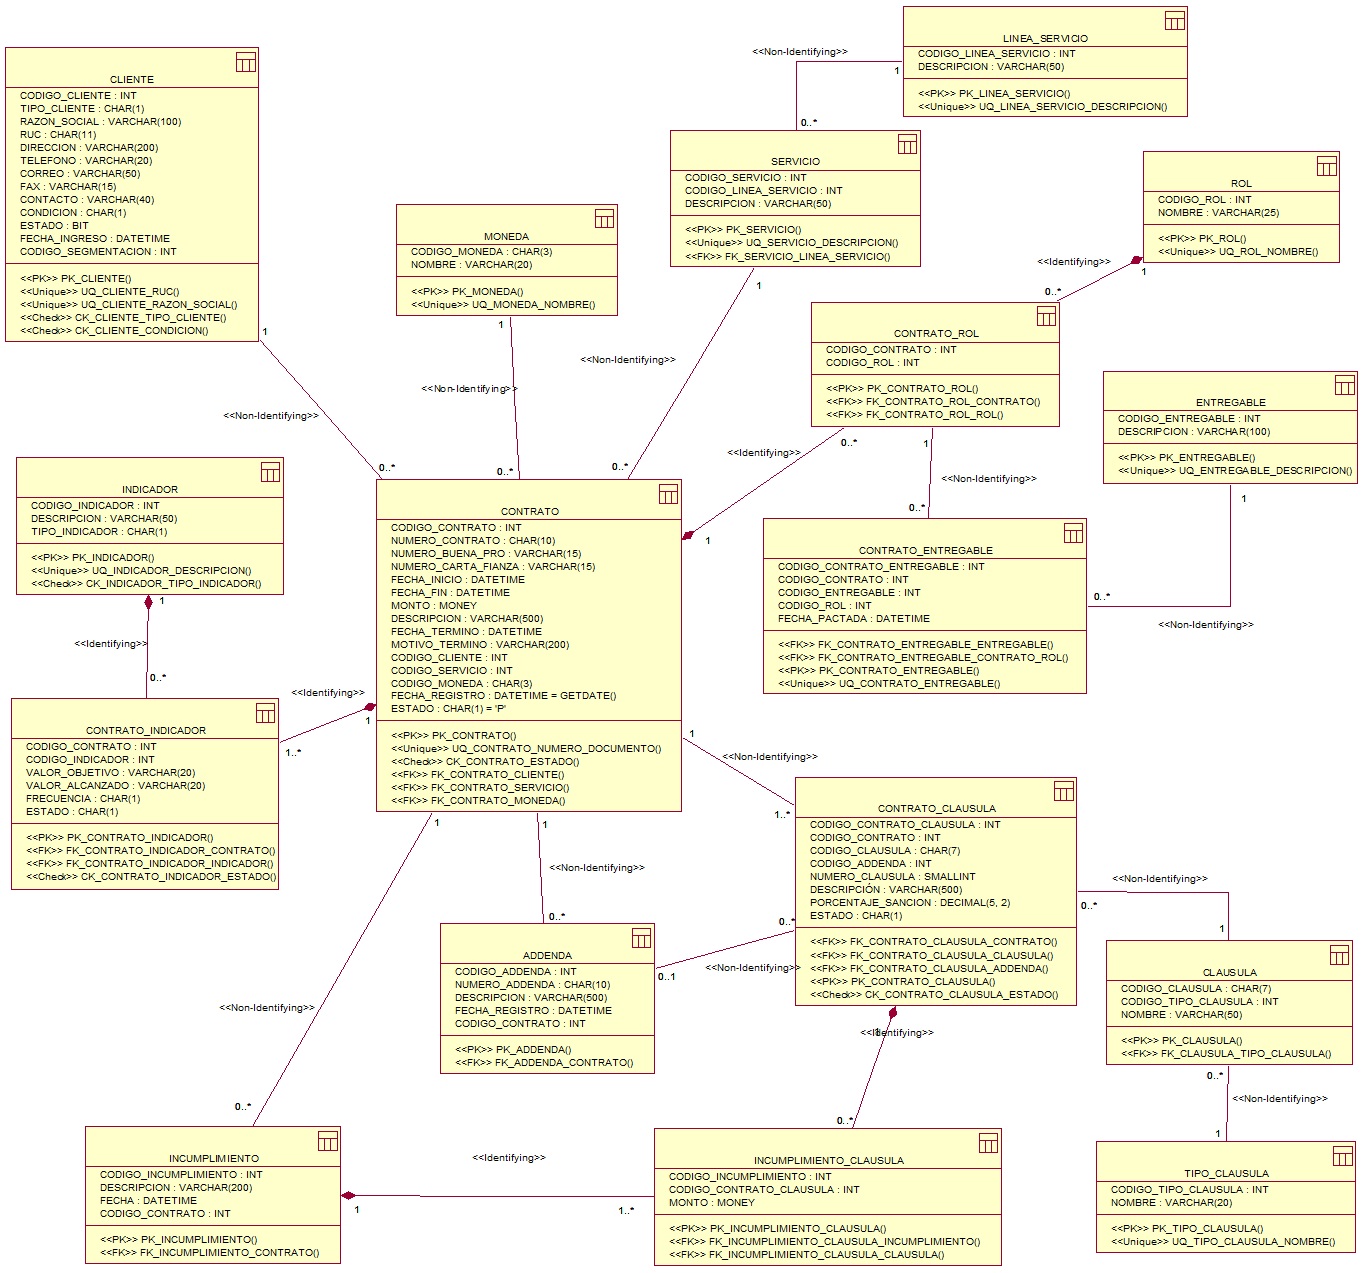 LINEA_SERVICIO
CODIGO_LINEA_SERVICIO : INT
DESCRIPCION : VARCHAR(50)
<<PK>> PK_LINEA_SERVICIO()
<<Unique>> UQ_LINEA_SERVICIO_DESCRIPCION()
<<Non-Identifying>>
1
0..*
CLIENTE
CODIGO_CLIENTE : INT
TIPO_CLIENTE : CHAR(1)
RAZON_SOCIAL : VARCHAR(100)
RUC : CHAR(11)
DIRECCION : VARCHAR(200)
TELEFONO : VARCHAR(20)
CORREO : VARCHAR(50)
FAX : VARCHAR(15)
CONTACTO : VARCHAR(40)
CONDICION : CHAR(1)
ESTADO : BIT
FECHA_INGRESO : DATETIME
CODIGO_SEGMENTACION : INT
<<PK>> PK_CLIENTE()
<<Unique>> UQ_CLIENTE_RUC()
<<Unique>> UQ_CLIENTE_RAZON_SOCIAL()
<<Check>> CK_CLIENTE_TIPO_CLIENTE()
<<Check>> CK_CLIENTE_CONDICION()
1
<<Non-Identifying>>
0..*
MONEDA
CODIGO_MONEDA : CHAR(3)
NOMBRE : VARCHAR(20)
<<PK>> PK_MONEDA()
<<Unique>> UQ_MONEDA_NOMBRE()
1
<<Non-Identifying>>
0..*
SERVICIO
CODIGO_SERVICIO : INT
CODIGO_LINEA_SERVICIO : INT
DESCRIPCION : VARCHAR(50)
<<PK>> PK_SERVICIO()
<<Unique>> UQ_SERVICIO_DESCRIPCION()
<<FK>> FK_SERVICIO_LINEA_SERVICIO()
1
<<Non-Identifying>>
0..*
ROL
CODIGO_ROL : INT
NOMBRE : VARCHAR(25)
<<PK>> PK_ROL()
<<Unique>> UQ_ROL_NOMBRE()
<<Identifying>>
1
0..*
CONTRATO_ROL
CODIGO_CONTRATO : INT
CODIGO_ROL : INT
<<PK>> PK_CONTRATO_ROL()
<<FK>> FK_CONTRATO_ROL_CONTRATO()
<<FK>> FK_CONTRATO_ROL_ROL()
0..*
<<Identifying>>
1
1
<<Non-Identifying>>
0..*
ENTREGABLE
CODIGO_ENTREGABLE : INT
DESCRIPCION : VARCHAR(100)
<<PK>> PK_ENTREGABLE()
<<Unique>> UQ_ENTREGABLE_DESCRIPCION()
1
0..*
<<Non-Identifying>>
INDICADOR
CODIGO_INDICADOR : INT
DESCRIPCION : VARCHAR(50)
TIPO_INDICADOR : CHAR(1)
<<PK>> PK_INDICADOR()
<<Unique>> UQ_INDICADOR_DESCRIPCION()
<<Check>> CK_INDICADOR_TIPO_INDICADOR()
1
<<Identifying>>
0..*
CONTRATO
CODIGO_CONTRATO : INT
NUMERO_CONTRATO : CHAR(10)
NUMERO_BUENA_PRO : VARCHAR(15)
NUMERO_CARTA_FIANZA : VARCHAR(15)
FECHA_INICIO : DATETIME
FECHA_FIN : DATETIME
MONTO : MONEY
DESCRIPCION : VARCHAR(500)
FECHA_TERMINO : DATETIME
MOTIVO_TERMINO : VARCHAR(200)
CODIGO_CLIENTE : INT
CODIGO_SERVICIO : INT
CODIGO_MONEDA : CHAR(3)
FECHA_REGISTRO : DATETIME = GETDATE()
ESTADO : CHAR(1) = 'P'
<<PK>> PK_CONTRATO()
<<Unique>> UQ_CONTRATO_NUMERO_DOCUMENTO()
<<Check>> CK_CONTRATO_ESTADO()
<<FK>> FK_CONTRATO_CLIENTE()
<<FK>> FK_CONTRATO_SERVICIO()
<<FK>> FK_CONTRATO_MONEDA()
CONTRATO_ENTREGABLE
CODIGO_CONTRATO_ENTREGABLE : INT
CODIGO_CONTRATO : INT
CODIGO_ENTREGABLE : INT
CODIGO_ROL : INT
FECHA_PACTADA : DATETIME
<<FK>> FK_CONTRATO_ENTREGABLE_ENTREGABLE()
<<FK>> FK_CONTRATO_ENTREGABLE_CONTRATO_ROL()
<<PK>> PK_CONTRATO_ENTREGABLE()
<<Unique>> UQ_CONTRATO_ENTREGABLE()
<<Identifying>>
1
1..*
CONTRATO_INDICADOR
CODIGO_CONTRATO : INT
CODIGO_INDICADOR : INT
VALOR_OBJETIVO : VARCHAR(20)
VALOR_ALCANZADO : VARCHAR(20)
FRECUENCIA : CHAR(1)
ESTADO : CHAR(1)
<<PK>> PK_CONTRATO_INDICADOR()
<<FK>> FK_CONTRATO_INDICADOR_CONTRATO()
<<FK>> FK_CONTRATO_INDICADOR_INDICADOR()
<<Check>> CK_CONTRATO_INDICADOR_ESTADO()
1
<<Non-Identifying>>
1..*
CONTRATO_CLAUSULA
CODIGO_CONTRATO_CLAUSULA : INT
CODIGO_CONTRATO : INT
CODIGO_CLAUSULA : CHAR(7)
CODIGO_ADDENDA : INT
NUMERO_CLAUSULA : SMALLINT
DESCRIPCIÓN : VARCHAR(500)
PORCENTAJE_SANCION : DECIMAL(5, 2)
ESTADO : CHAR(1)
<<FK>> FK_CONTRATO_CLAUSULA_CONTRATO()
<<FK>> FK_CONTRATO_CLAUSULA_CLAUSULA()
<<FK>> FK_CONTRATO_CLAUSULA_ADDENDA()
<<PK>> PK_CONTRATO_CLAUSULA()
<<Check>> CK_CONTRATO_CLAUSULA_ESTADO()
1
<<Non-Identifying>>
0..*
1
<<Non-Identifying>>
0..*
ADDENDA
CODIGO_ADDENDA : INT
NUMERO_ADDENDA : CHAR(10)
DESCRIPCION : VARCHAR(500)
FECHA_REGISTRO : DATETIME
CODIGO_CONTRATO : INT
<<PK>> PK_ADDENDA()
<<FK>> FK_ADDENDA_CONTRATO()
0..*
<<Non-Identifying>>
0..1
<<Non-Identifying>>
0..*
1
CLAUSULA
CODIGO_CLAUSULA : CHAR(7)
CODIGO_TIPO_CLAUSULA : INT
NOMBRE : VARCHAR(50)
<<PK>> PK_CLAUSULA()
<<FK>> FK_CLAUSULA_TIPO_CLAUSULA()
0..*
<<Non-Identifying>>
1
1
<<Identifying>>
0..*
INCUMPLIMIENTO
CODIGO_INCUMPLIMIENTO : INT
DESCRIPCION : VARCHAR(200)
FECHA : DATETIME
CODIGO_CONTRATO : INT
<<PK>> PK_INCUMPLIMIENTO()
<<FK>> FK_INCUMPLIMIENTO_CONTRATO()
<<Identifying>>
1
1..*
INCUMPLIMIENTO_CLAUSULA
CODIGO_INCUMPLIMIENTO : INT
CODIGO_CONTRATO_CLAUSULA : INT
MONTO : MONEY
<<PK>> PK_INCUMPLIMIENTO_CLAUSULA()
<<FK>> FK_INCUMPLIMIENTO_CLAUSULA_INCUMPLIMIENTO()
<<FK>> FK_INCUMPLIMIENTO_CLAUSULA_CLAUSULA()
TIPO_CLAUSULA
CODIGO_TIPO_CLAUSULA : INT
NOMBRE : VARCHAR(20)
<<PK>> PK_TIPO_CLAUSULA()
<<Unique>> UQ_TIPO_CLAUSULA_NOMBRE()